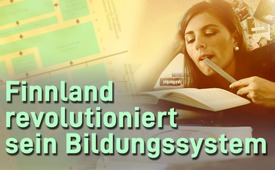 Finnland
revolutioniert
sein Bildungssystem